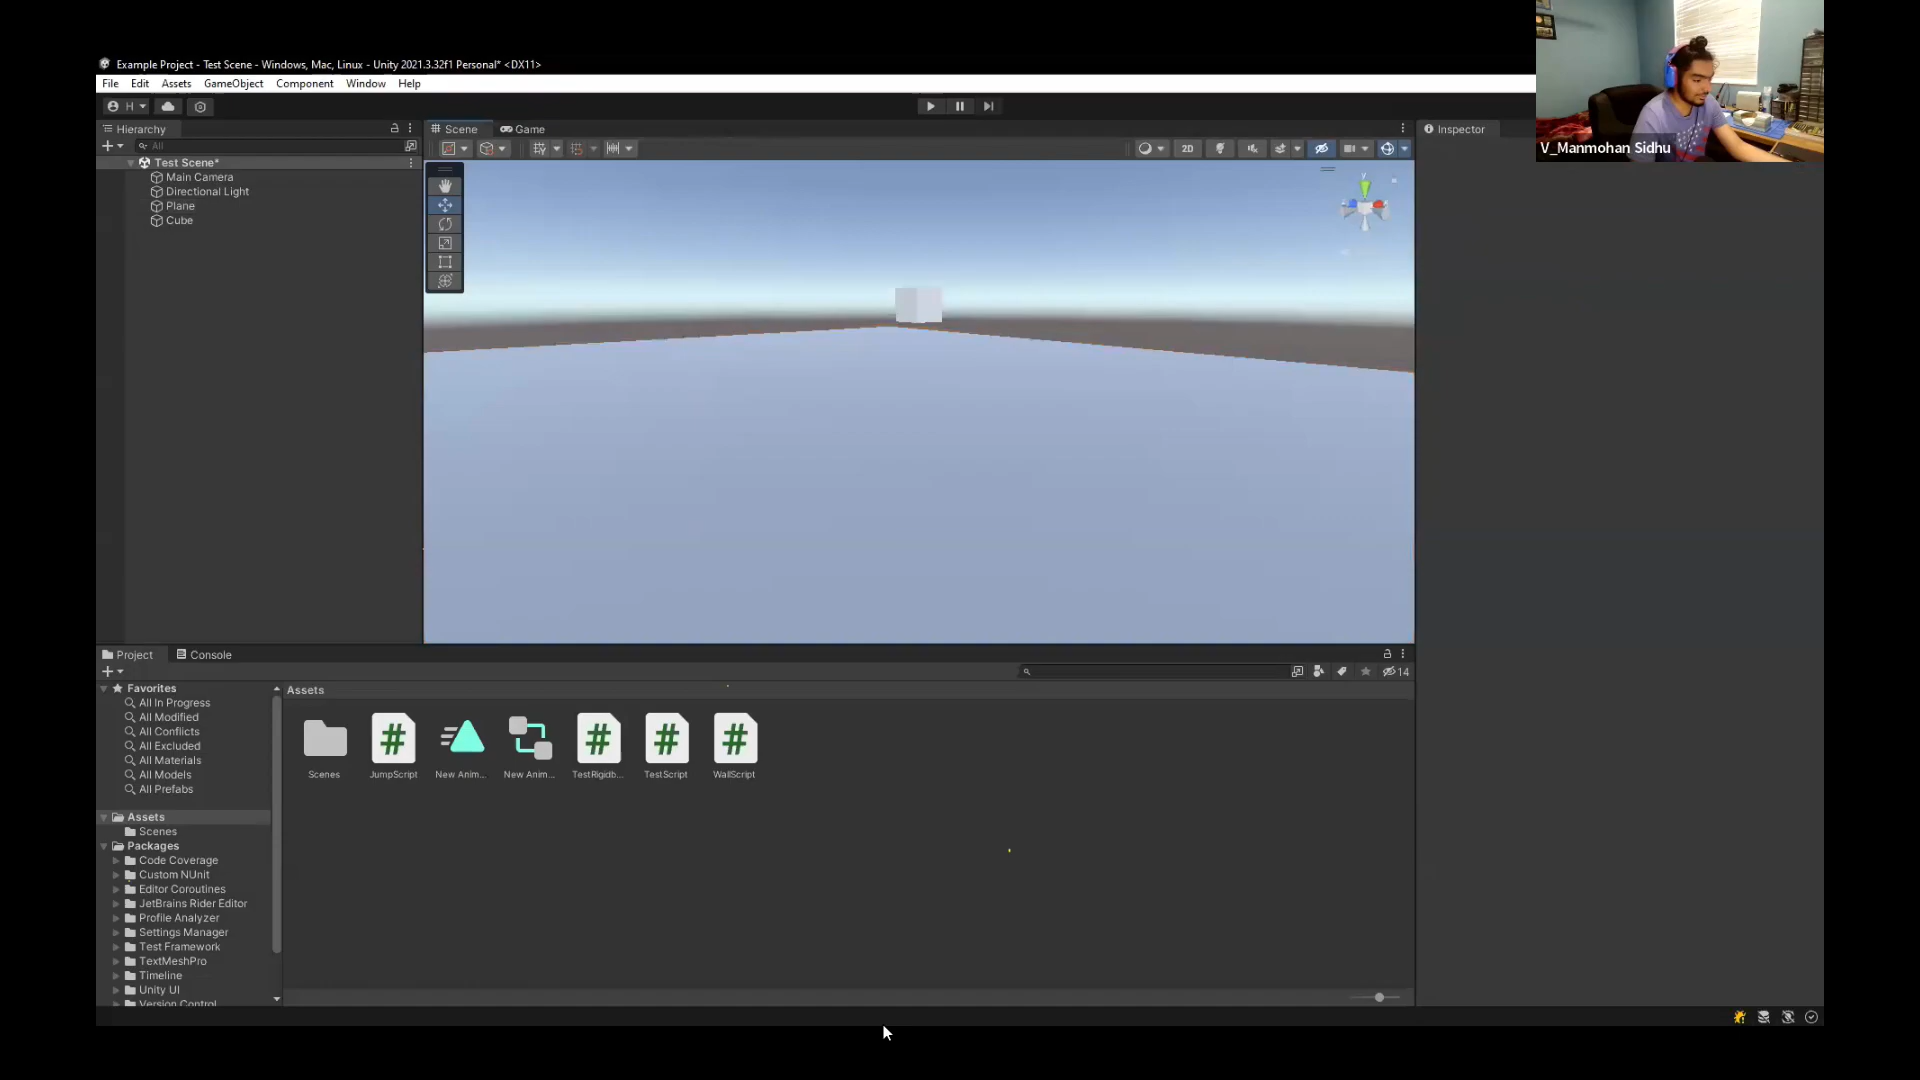 Example Project - Test Scene - Windows, Mac, Linux - Unity 2021.3.32f1 Personal* <DX11>
File Edit Assets GameObject Component Window Help
H
Hierarchy
All
Test Scene*
Main Camera
Directional Light
Plane
Cube
Scene Game
2D
y
Inspector
V_Manmohan Sidhu
Project Console
14
Favorites
All In Progress
All Modified
All Conflicts
All Excluded
All Materials
All Models
All Prefabs
Assets
Scenes
Packages
Code Coverage
Custom NUnit
Editor Coroutines
JetBrains Rider Editor
Profile Analyzer
Settings Manager
Test Framework
TextMeshPro
Timeline
Unity UI
Version Control
Assets
Scenes JumpScript New Anim... New Anim... TestRigidb... TestScript WallScript